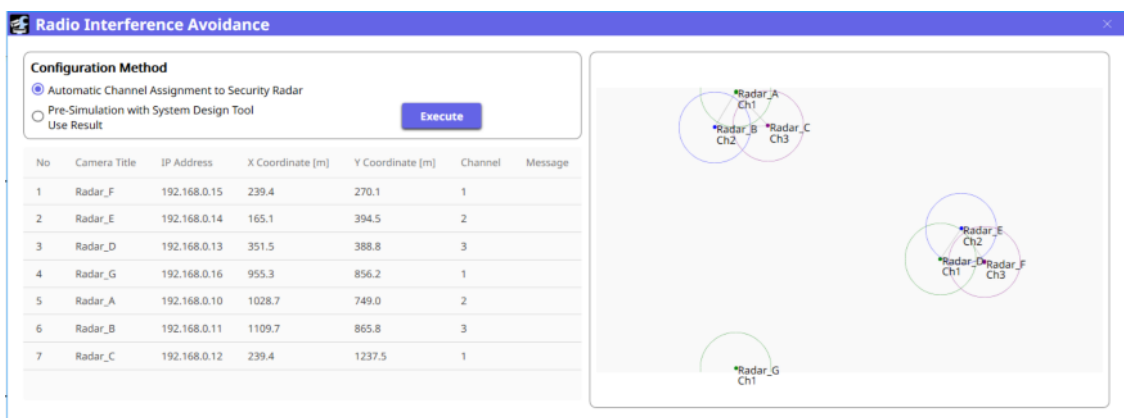 Radio Interference Avoidance
Configuration Method
Automatic Channel Assignment to Security Radar
Pre-Simulation with System Design Tool
Use Result
Execute
No Camera Title IP Address X Coordinate [m] Y Coordinate [m] Channel Message
1 Radar_F 192.168.0.15 239.4 270.1 1
2 Radar_E 192.168.0.14 165.1 394.5 2
3 Radar_D 192.168.0.13 351.5 388.8 3
4 Radar_G 192.168.0.16 955.3 856.2 1
5 Radar_A 192.168.0.10 1028.7 749.0 2
6 Radar_B 192.168.0.11 1109.7 865.8 3
7 Radar_C 192.168.0.12 239.4 1237.5 1
Radar_A
Ch1
Radar_B
Ch2
Radar_C
Ch3
Radar_E
Ch2
Radar_D
Ch1
Radar_F
Ch3
Radar_G
Ch1